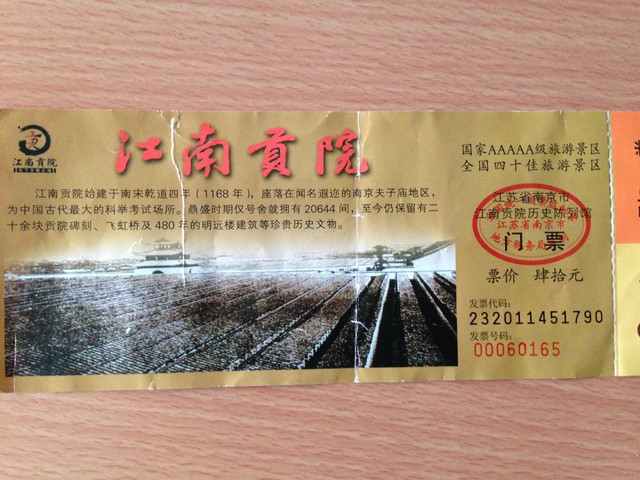 江南贡院
江南贡院
江南贡院始建于南宋乾道四年（1168年），座落在闻名遐迩的南京夫子庙地区，
为中国古代最大的科举考试场所。鼎盛时期仅号舍就拥有20644间，至今仍保留有二
十余块贡院碑刻、飞虹桥及480年的明远楼建筑等珍贵历史文物。
国家AAAAA级旅游景区
全国四十佳旅游景区
江苏省南京市
江南贡院历史陈列馆
江苏省南京市
门票
票价 肆拾元
发票代码：
232011451790
发票号码：
00060165